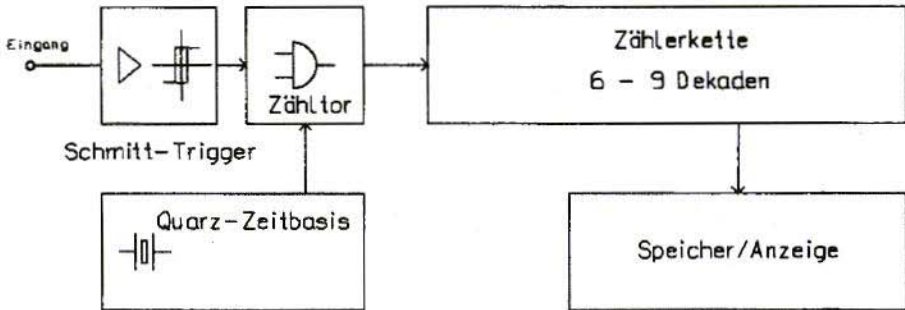 Eingang
Zähltor
Zählerkette
6 - 9 Dekaden
Schmitt-Trigger
Quarz-Zeitbasis
Speicher/Anzeige